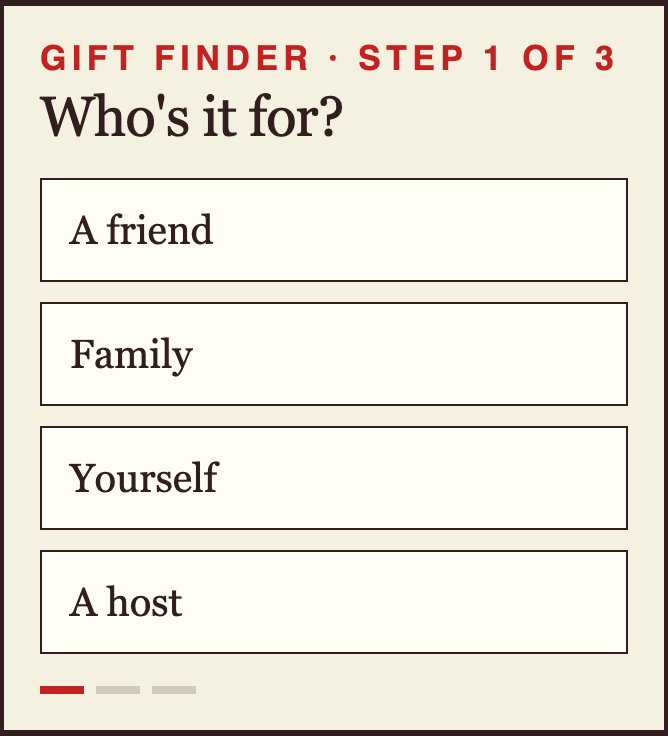 GIFT FINDER · STEP 1 OF 3
Who's it for?
A friend
Family
Yourself
A host